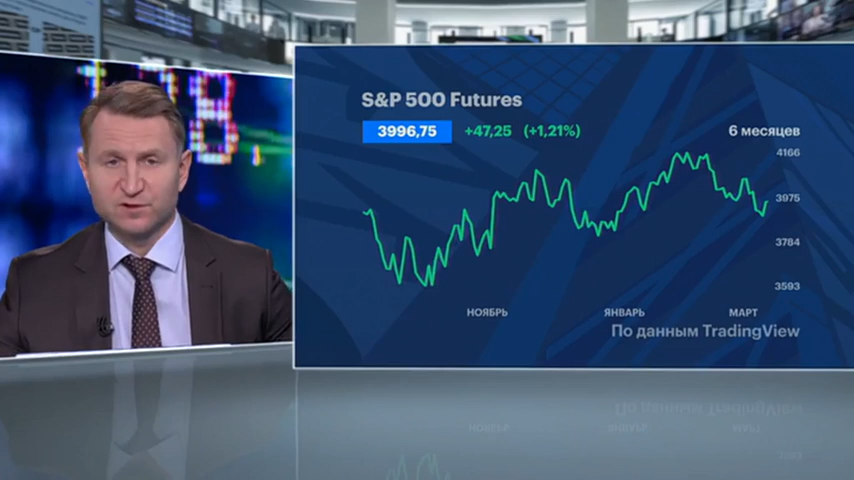 S&P 500 Futures
3996,75 +47,25 (+1,21%)
6 месяцев
4166
3975
3784
3593
НОЯБРЬ ЯНВАРЬ МАРТ
По данным TradingView